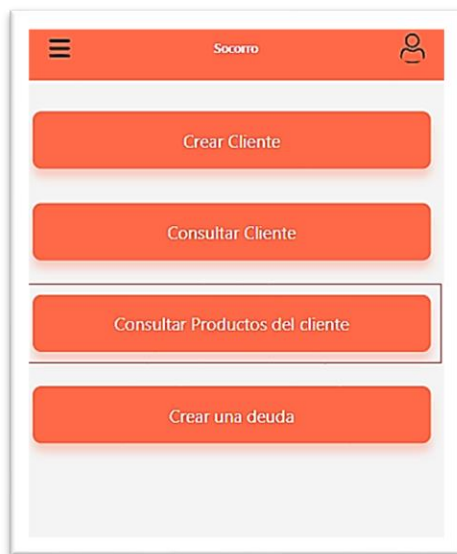 Socorro
Crear Cliente
Consultar Cliente
Consultar Productos del cliente
Crear una deuda